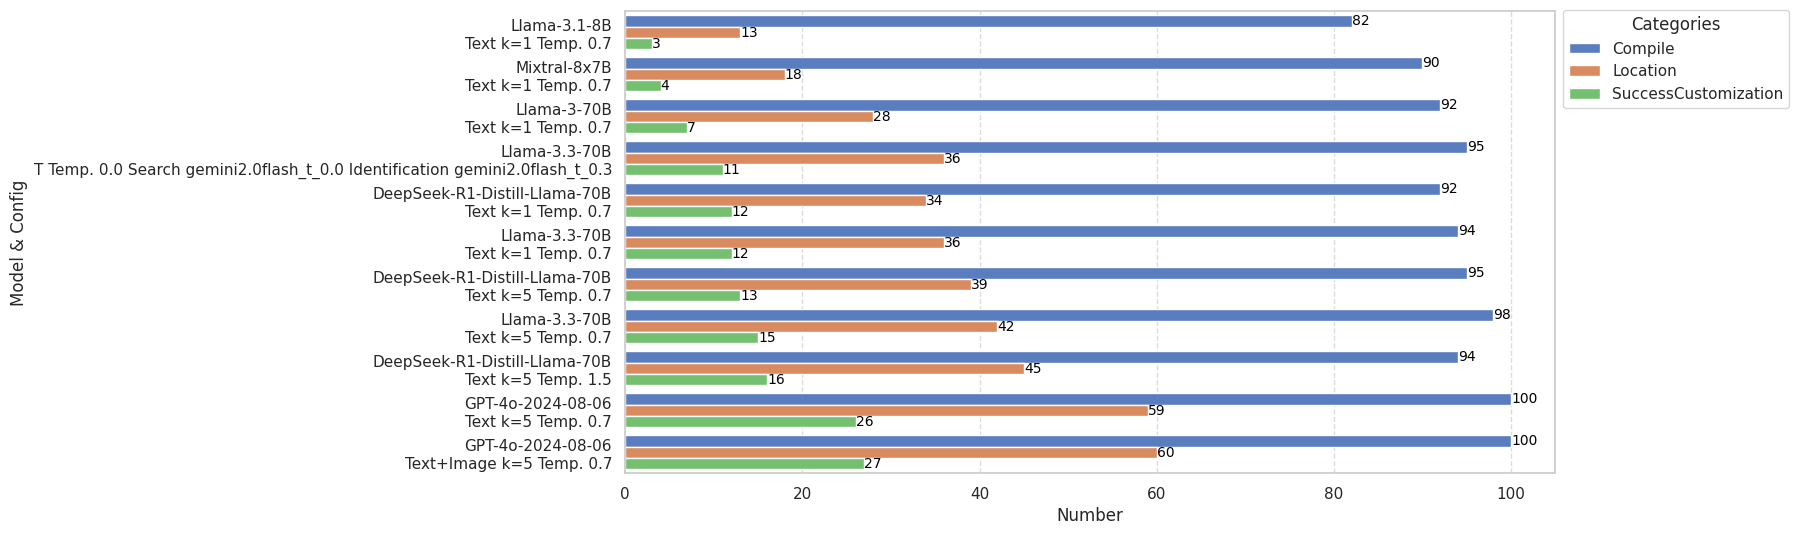 Llama-3.1-8B
Text k=1 Temp. 0.7
82
13
3
Mixtral-8x7B
Text k=1 Temp. 0.7
90
18
4
Llama-3-70B
Text k=1 Temp. 0.7
92
28
7
Llama-3.3-70B
T Temp. 0.0 Search gemini2.0flash_t_0.0 Identification gemini2.0flash_t_0.3
95
36
11
DeepSeek-R1-Distill-Llama-70B
Text k=1 Temp. 0.7
92
34
12
Llama-3.3-70B
Text k=1 Temp. 0.7
94
36
12
DeepSeek-R1-Distill-Llama-70B
Text k=5 Temp. 0.7
95
39
13
Llama-3.3-70B
Text k=5 Temp. 0.7
98
42
15
DeepSeek-R1-Distill-Llama-70B
Text k=5 Temp. 1.5
94
45
16
GPT-4o-2024-08-06
Text k=5 Temp. 0.7
100
59
26
GPT-4o-2024-08-06
Text+Image k=5 Temp. 0.7
100
60
27
Model & Config
0 20 40 60 80 100
Number
Categories
Compile
Location
SuccessCustomization